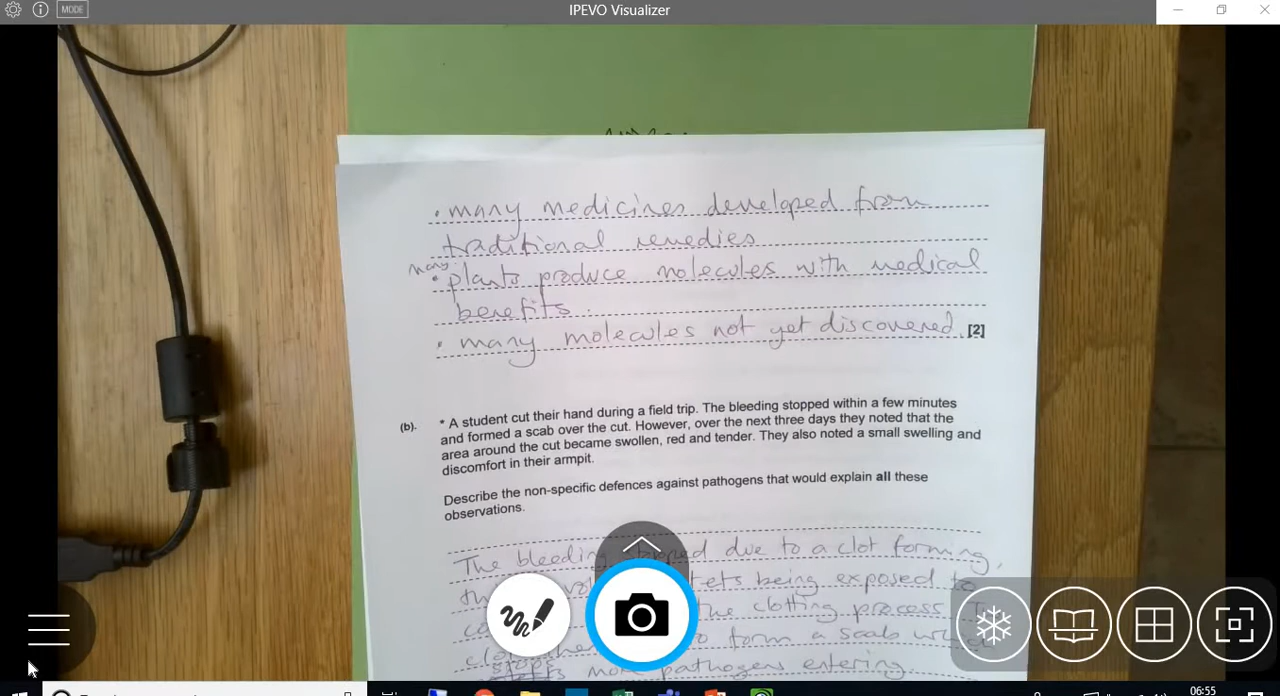 MODE
IPEVO Visualizer
• many medicines developed from
traditional remedies
many
• plants produce molecules with medical
benefits.
• many molecules not yet discovered. [2]
(b). * A student cut their hand during a field trip. The bleeding stopped within a few minutes
and formed a scab over the cut. However, over the next three days they noted that the
area around the cut became swollen, red and tender. They also noted a small swelling and
discomfort in their armpit.
Describe the non-specific defences against pathogens that would explain all these
observations.
The bleeding stopped due to a clot forming,
being exposed to
the clotting process
to form a scab which
stops more pathogens entering.
06:55